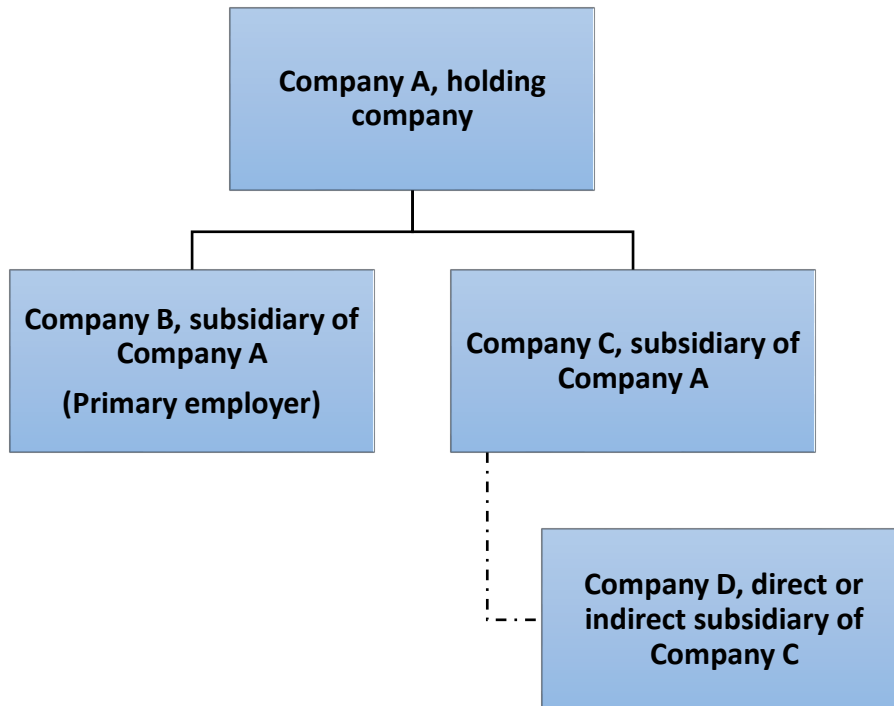 Company A, holding
company
Company B, subsidiary of
Company A
(Primary employer)
Company C, subsidiary of
Company A
Company D, direct or
indirect subsidiary of
Company C